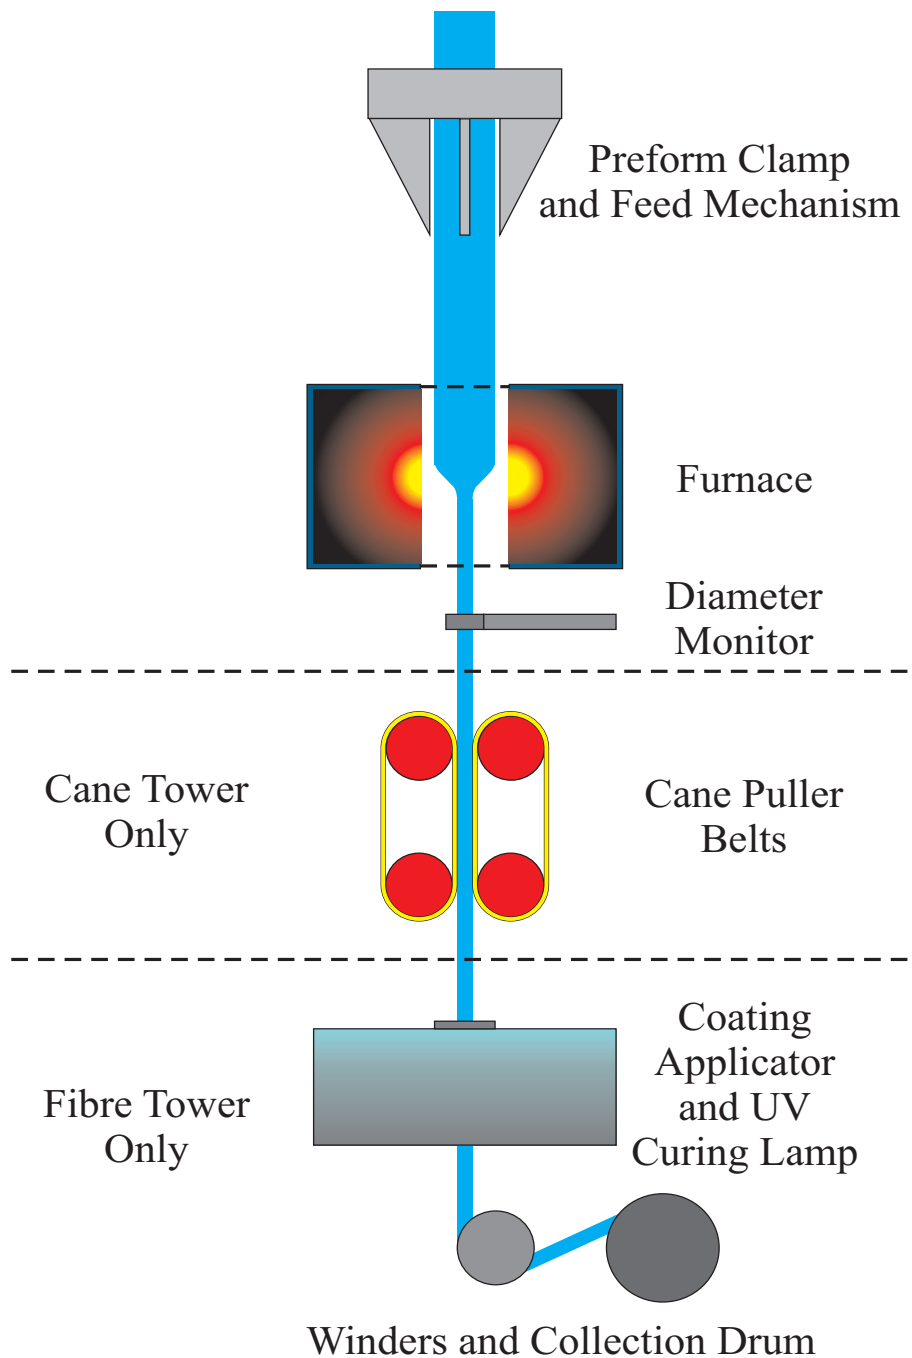 Preform Clamp
and Feed Mechanism
Furnace
Diameter
Monitor
Cane Tower
Only
Cane Puller
Belts
Fibre Tower
Only
Coating
Applicator
and UV
Curing Lamp
Winders and Collection Drum